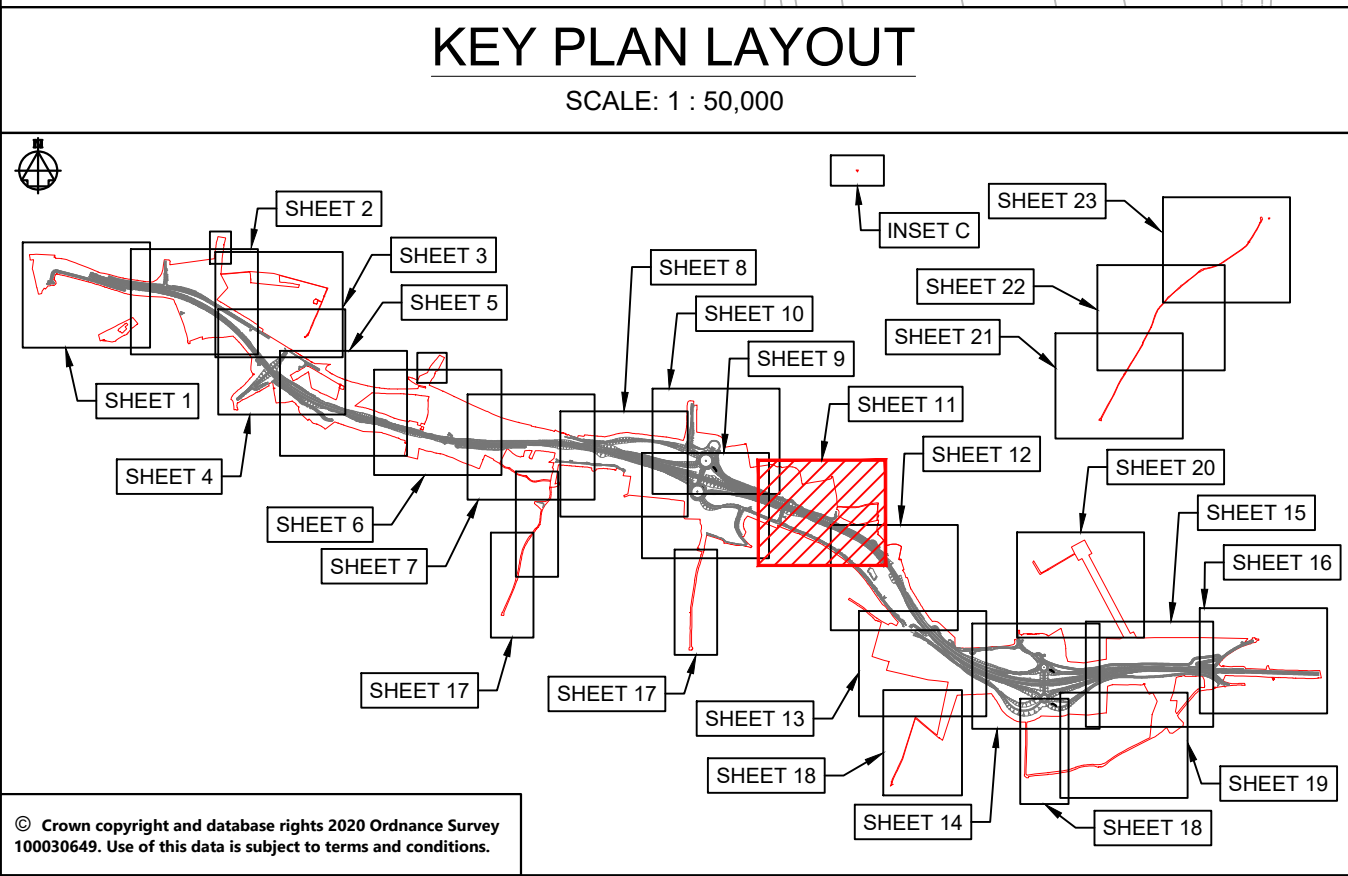 KEY PLAN LAYOUT
SCALE: 1 : 50,000
N
SHEET 2
SHEET 23
INSET C
SHEET 3
SHEET 8
SHEET 22
SHEET 5
SHEET 10
SHEET 21
SHEET 9
SHEET 1
SHEET 11
SHEET 12
SHEET 4
SHEET 20
SHEET 6
SHEET 15
SHEET 7
SHEET 16
SHEET 17
SHEET 17
SHEET 13
SHEET 18
SHEET 19
SHEET 14
SHEET 18
© Crown copyright and database rights 2020 Ordnance Survey
100030649. Use of this data is subject to terms and conditions.